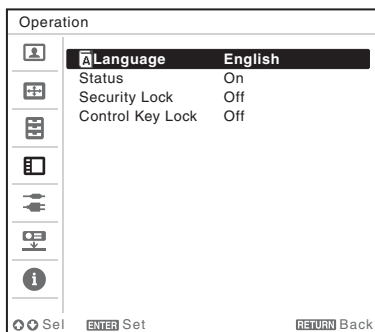 Operation
A Language English
Status On
Security Lock Off
Control Key Lock Off
Sel ENTER Set RETURN Back